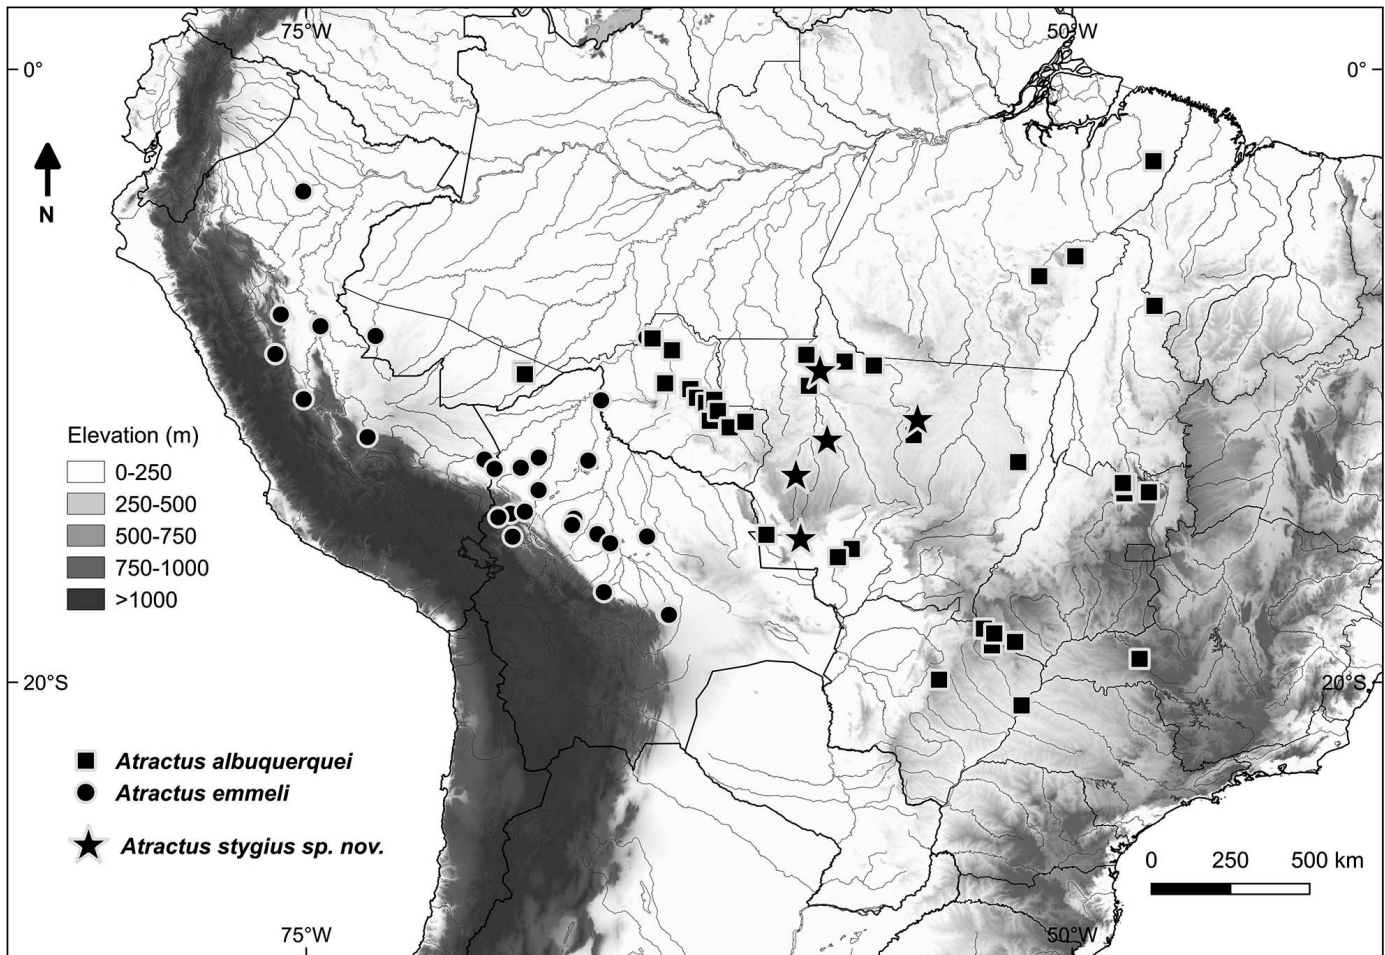 75°W
50°W
0°
0°
N
Elevation (m)
0-250
250-500
500-750
750-1000
>1000
20°S
20°S
Atractus albuquerquei
Atractus emmeli
Atractus stygius sp. nov.
0 250 500 km
75°W
50°W